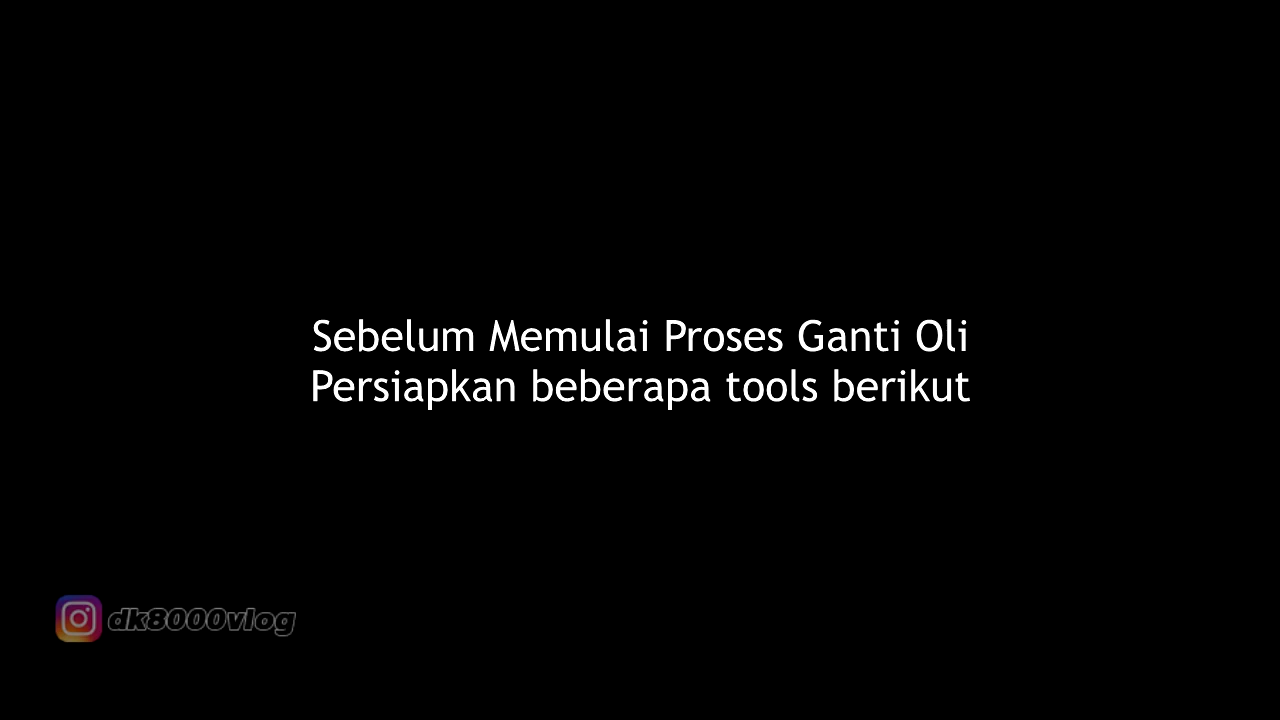 Sebelum Memulai Proses Ganti Oli
Persiapkan beberapa tools berikut
dk8000vlog